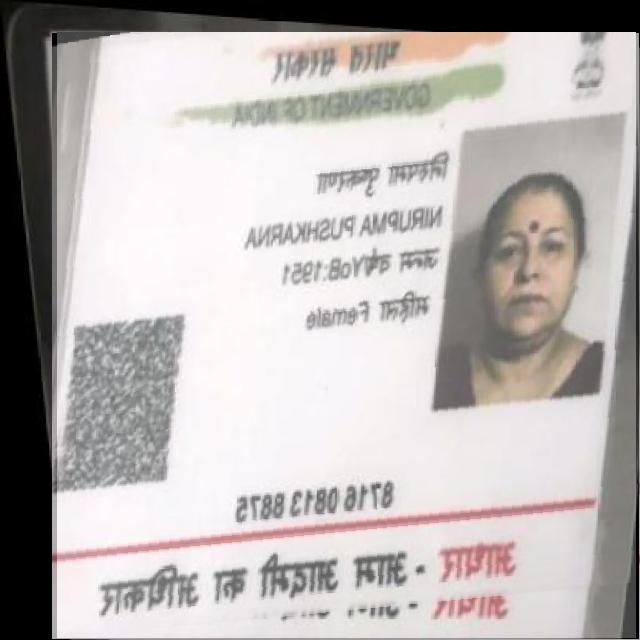 भारत सरकार
GOVERNMENT OF INDIA
निरुपमा पुष्करणा
NIRUPMA PUSHKARNA
जन्म वर्ष/YoB:1951
महिला Female
8716 0813 8875
आधार - आम आदमी का अधिकार
आधार -